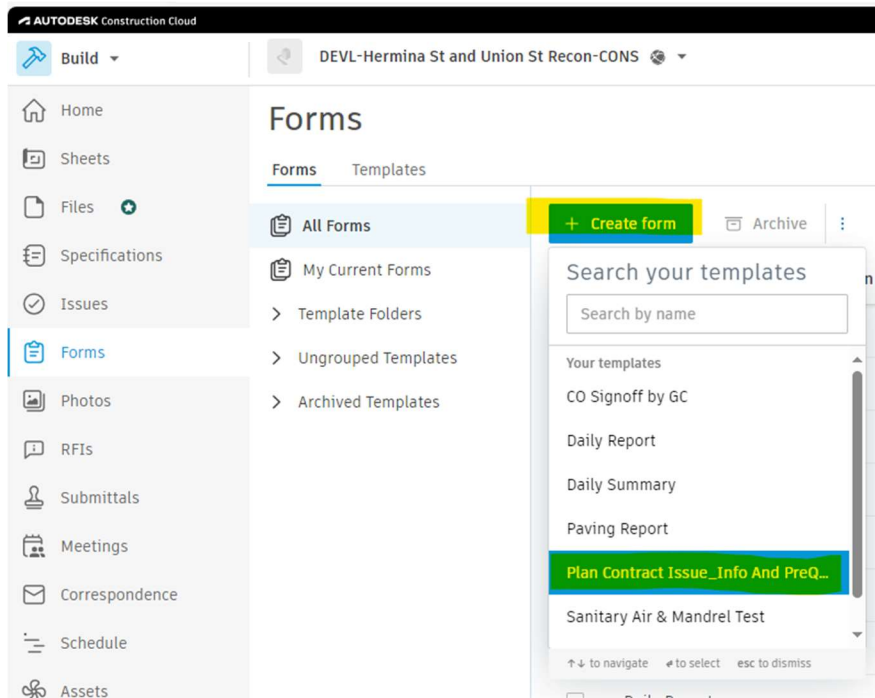 AUTODESK Construction Cloud
Build
DEVL-Hermina St and Union St Recon-CONS
Home
Sheets
Files
Specifications
Issues
Forms
Photos
RFIs
Submittals
Meetings
Correspondence
Schedule
Assets
Forms
Forms Templates
All Forms
My Current Forms
Template Folders
Ungrouped Templates
Archived Templates
+ Create form
Archive
Search your templates
Search by name
Your templates
CO Signoff by GC
Daily Report
Daily Summary
Paving Report
Plan Contract Issue_Info And PreQ...
Sanitary Air & Mandrel Test
↑↓ to navigate ↵ to select esc to dismiss